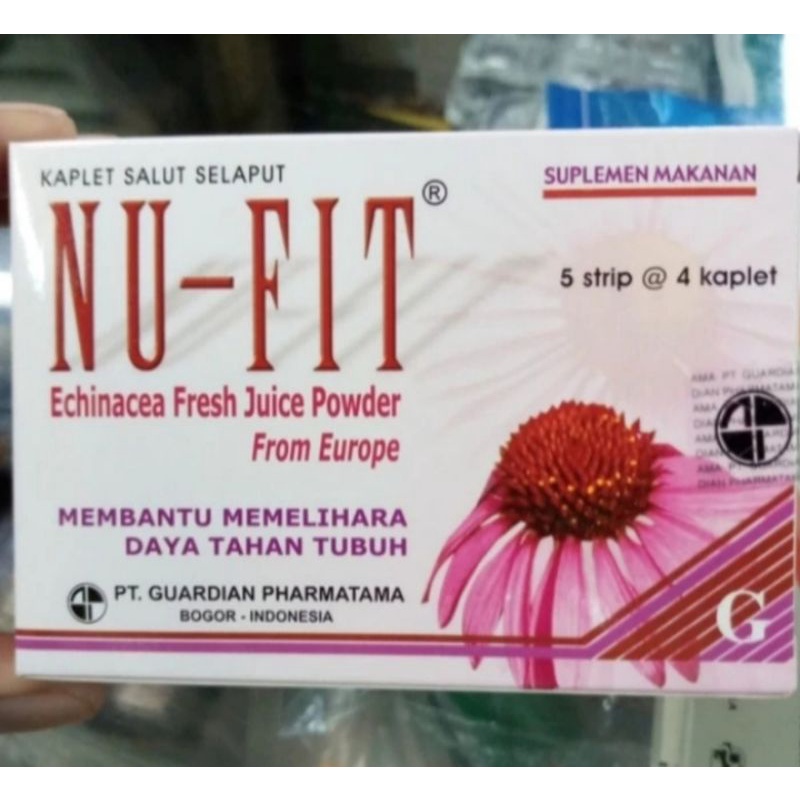 KAPLET SALUT SELAPUT
NU-FIT®
SUPLEMEN MAKANAN
5 strip @ 4 kaplet
Echinacea Fresh Juice Powder
From Europe
MEMBANTU MEMELIHARA
DAYA TAHAN TUBUH
PT. GUARDIAN PHARMATAMA
BOGOR - INDONESIA
G